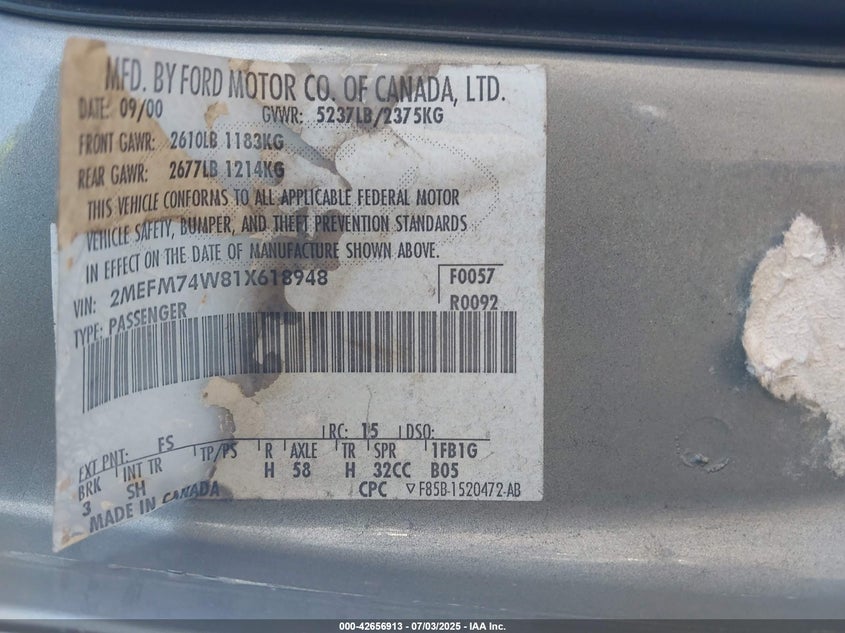 MFD. BY FORD MOTOR CO. OF CANADA, LTD.
DATE: 09/00 GVWR: 5237LB/2375KG
FRONT GAWR: 2610LB 1183KG
REAR GAWR: 2677LB 1214KG
THIS VEHICLE CONFORMS TO ALL APPLICABLE FEDERAL MOTOR
VEHICLE SAFETY, BUMPER, AND THEFT PREVENTION STANDARDS
IN EFFECT ON THE DATE OF MANUFACTURE SHOWN ABOVE.
VIN: 2MEFM74W81X618948 F0057
TYPE: PASSENGER R0092
EXT PNT: FS RC: 15 DSO:
BRK INT TR TP/PS R AXLE TR SPR 1FB1G
3 SH H 58 H 32CC B05
MADE IN CANADA CPC ▽ F85B-1520472-AB
000-42656913 - 07/03/2025 - IAA Inc.